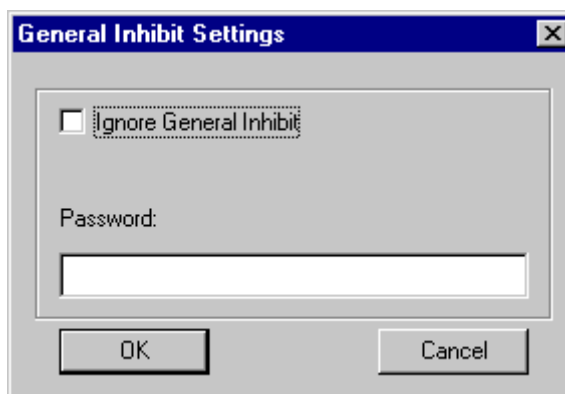 General Inhibit Settings
Ignore General Inhibit
Password:
OK
Cancel